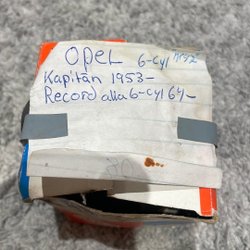 Opel 6-cyl
Kapitän 1953-
Record alla 6-cyl 64-